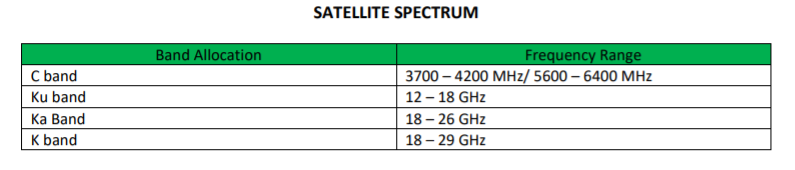 SATELLITE SPECTRUM
Band Allocation Frequency Range
C band 3700 – 4200 MHz/ 5600 – 6400 MHz
Ku band 12 – 18 GHz
Ka Band 18 – 26 GHz
K band 18 – 29 GHz